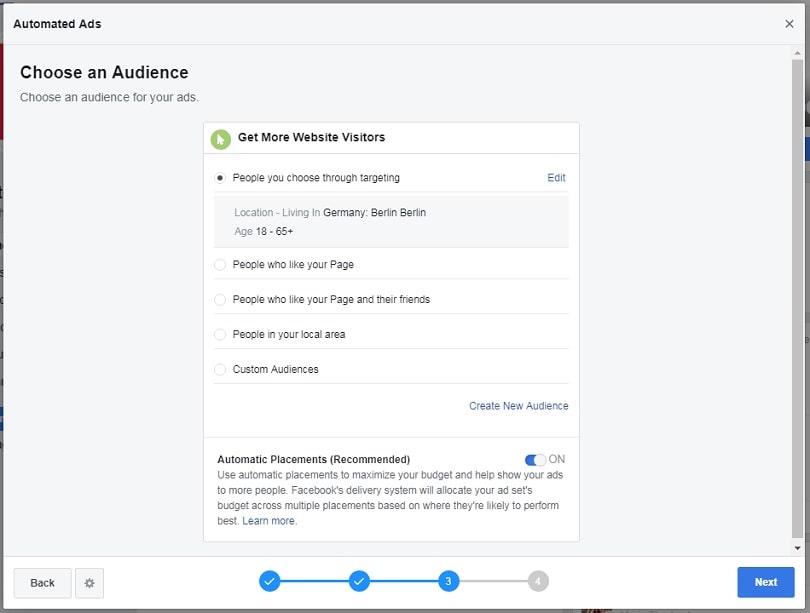 Automated Ads
Choose an Audience
Choose an audience for your ads.
Get More Website Visitors
People you choose through targeting
Edit
Location - Living In Germany: Berlin Berlin
Age 18 - 65+
People who like your Page
People who like your Page and their friends
People in your local area
Custom Audiences
Create New Audience
Automatic Placements (Recommended)
ON
Use automatic placements to maximize your budget and help show your ads
to more people. Facebook's delivery system will allocate your ad set's
budget across multiple placements based on where they're likely to perform
best. Learn more.
Back
3
4
Next